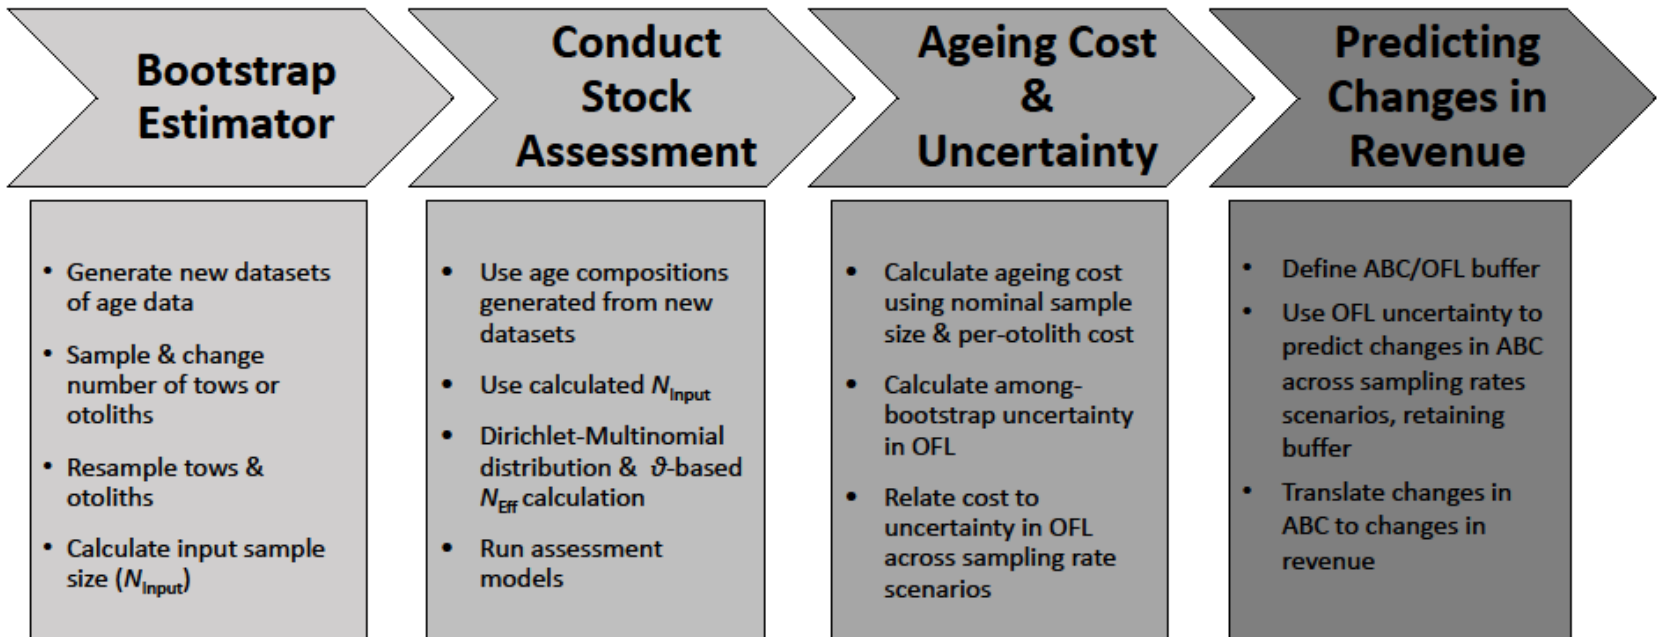 Bootstrap
Estimator
• Generate new datasets
of age data
• Sample & change
number of tows or
otoliths
• Resample tows &
otoliths
• Calculate input sample
size (NInput)
Conduct
Stock
Assessment
• Use age compositions
generated from new
datasets
• Use calculated NInput
• Dirichlet-Multinomial
distribution & ϑ-based
NEff calculation
• Run assessment
models
Ageing Cost
&
Uncertainty
• Calculate ageing cost
using nominal sample
size & per-otolith cost
• Calculate among-
bootstrap uncertainty
in OFL
• Relate cost to
uncertainty in OFL
across sampling rate
scenarios
Predicting
Changes in
Revenue
• Define ABC/OFL buffer
• Use OFL uncertainty to
predict changes in ABC
across sampling rates
scenarios, retaining
buffer
• Translate changes in
ABC to changes in
revenue